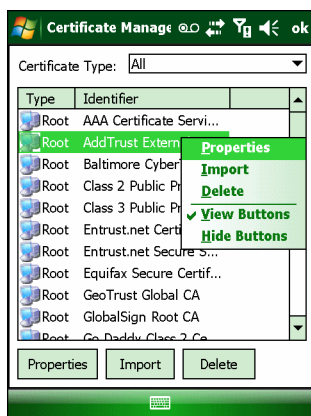 Certificate Manage ok
Certificate Type: All
Type Identifier
Root AAA Certificate Servi...
Root AddTrust Extern
Properties
Root Baltimore Cyber
Import
Root Class 2 Public Pr
Delete
Root Class 3 Public Pr
View Buttons
Root Entrust.net Certi
Hide Buttons
Root Entrust.net Secure S...
Root Equifax Secure Certif...
Root GeoTrust Global CA
Root GlobalSign Root CA
Root Go Daddy Class 2 Ce
Properties Import Delete